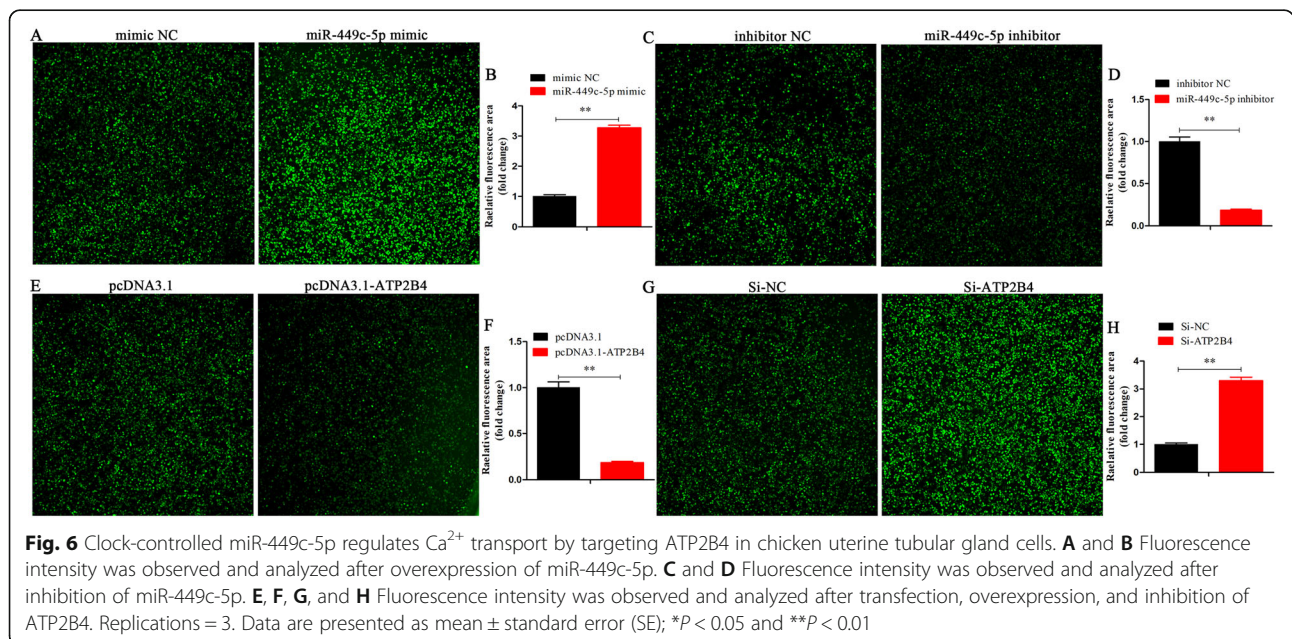 A
mimic NC
miR-449c-5p mimic
B
mimic NC
miR-449c-5p mimic
**
Raelative fluorescence area
(fold change)
4
3
2
1
0
C
inhibitor NC
miR-449c-5p inhibitor
D
inhibitor NC
miR-449c-5p inhibitor
**
Raelative fluorescence area
(fold change)
1.5
1.0
0.5
0.0
E
pcDNA3.1
pcDNA3.1-ATP2B4
F
pcDNA3.1
pcDNA3.1-ATP2B4
**
Raelative fluorescence area
(fold change)
1.5
1.0
0.5
0.0
G
Si-NC
Si-ATP2B4
H
Si-NC
Si-ATP2B4
**
Raelative fluorescence area
(fold change)
4
3
2
1
0
Fig. 6 Clock-controlled miR-449c-5p regulates Ca²⁺ transport by targeting ATP2B4 in chicken uterine tubular gland cells. A and B Fluorescence
intensity was observed and analyzed after overexpression of miR-449c-5p. C and D Fluorescence intensity was observed and analyzed after
inhibition of miR-449c-5p. E, F, G, and H Fluorescence intensity was observed and analyzed after transfection, overexpression, and inhibition of
ATP2B4. Replications = 3. Data are presented as mean ± standard error (SE); *P < 0.05 and **P < 0.01